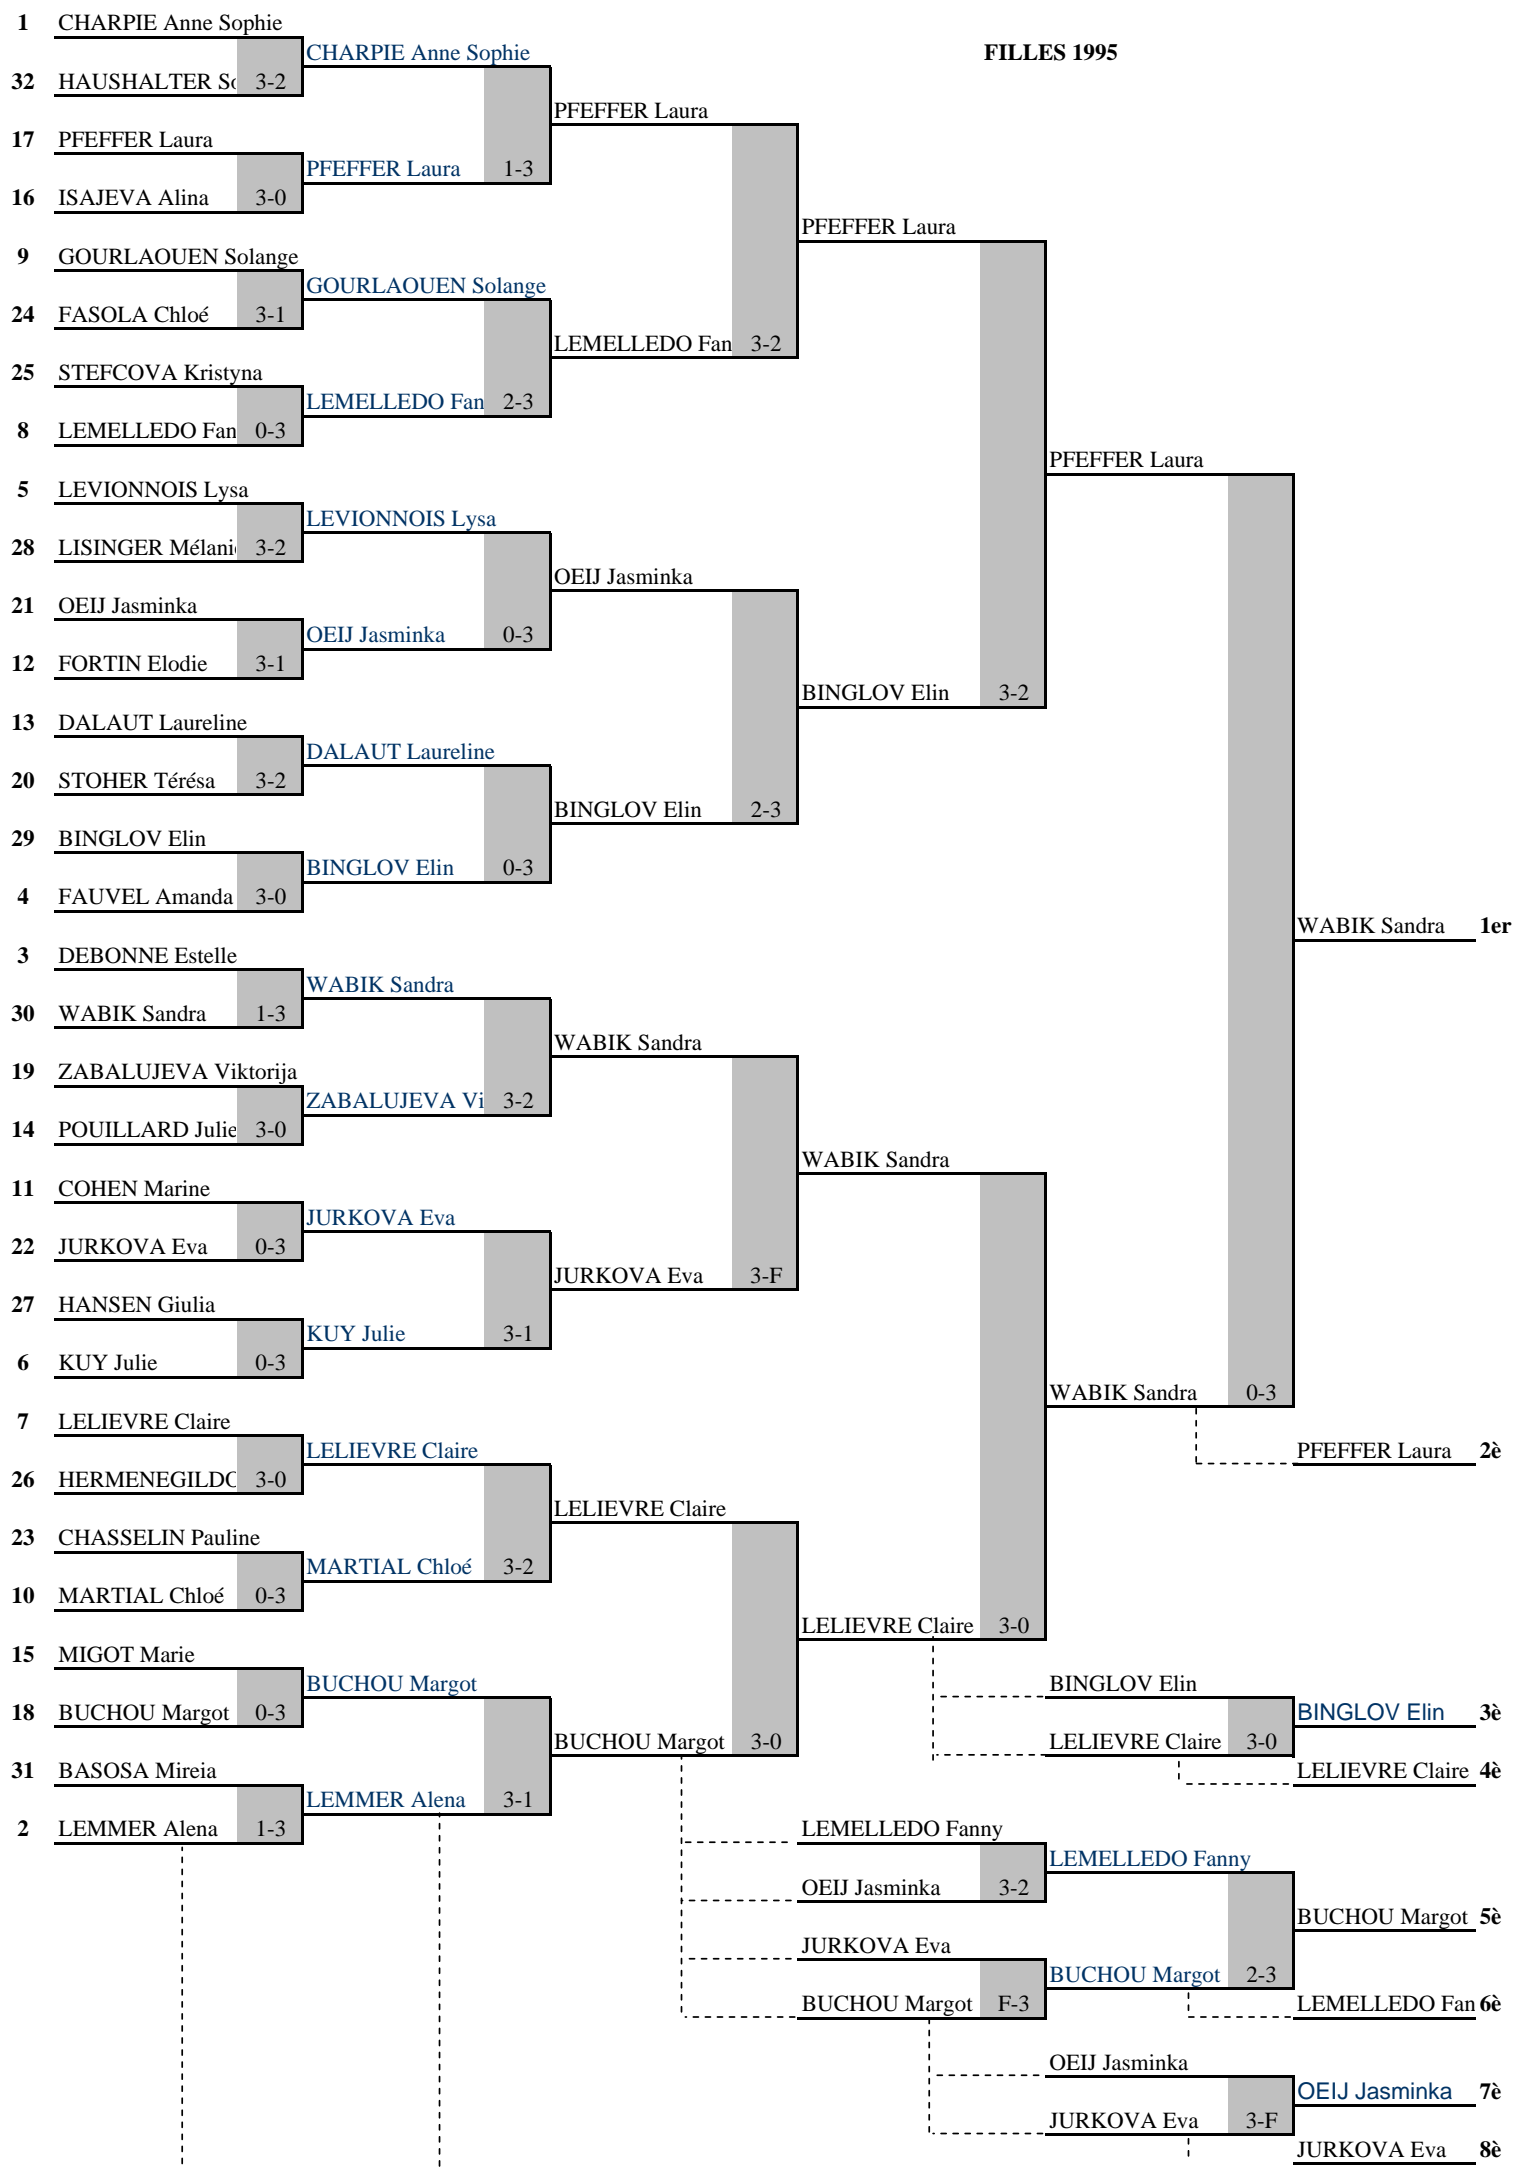 FILLES 1995
1 CHARPIE Anne Sophie
CHARPIE Anne Sophie
32 HAUSHALTER So 3-2
PFEFFER Laura
17 PFEFFER Laura
PFEFFER Laura 1-3
16 ISAJEVA Alina 3-0
PFEFFER Laura
9 GOURLAOUEN Solange
GOURLAOUEN Solange
24 FASOLA Chloé 3-1
LEMELLEDO Fan 3-2
25 STEFCOVA Kristyna
LEMELLEDO Fan 2-3
8 LEMELLEDO Fan 0-3
PFEFFER Laura
5 LEVIONNOIS Lysa
LEVIONNOIS Lysa
28 LISINGER Mélani 3-2
OEIJ Jasminka
21 OEIJ Jasminka
OEIJ Jasminka 0-3
12 FORTIN Elodie 3-1
BINGLOV Elin 3-2
13 DALAUT Laureline
DALAUT Laureline
20 STOHER Térésa 3-2
BINGLOV Elin 2-3
29 BINGLOV Elin
BINGLOV Elin 0-3
4 FAUVEL Amanda 3-0
WABIK Sandra 1er
3 DEBONNE Estelle
WABIK Sandra
30 WABIK Sandra 1-3
WABIK Sandra
19 ZABALUJEVA Viktorija
ZABALUJEVA Vi 3-2
14 POUILLARD Julie 3-0
WABIK Sandra
11 COHEN Marine
JURKOVA Eva
22 JURKOVA Eva 0-3
JURKOVA Eva 3-F
27 HANSEN Giulia
KUY Julie 3-1
6 KUY Julie 0-3
WABIK Sandra 0-3
7 LELIEVRE Claire
LELIEVRE Claire
PFEFFER Laura 2è
26 HERMENEGILDO 3-0
LELIEVRE Claire
23 CHASSELIN Pauline
MARTIAL Chloé 3-2
10 MARTIAL Chloé 0-3
LELIEVRE Claire 3-0
15 MIGOT Marie
BUCHOU Margot
BINGLOV Elin
18 BUCHOU Margot 0-3
BINGLOV Elin 3è
BUCHOU Margot 3-0
LELIEVRE Claire 3-0
31 BASOSA Mireia
LELIEVRE Claire 4è
LEMMER Alena 3-1
2 LEMMER Alena 1-3
LEMELLEDO Fanny
LEMELLEDO Fanny
OEIJ Jasminka 3-2
BUCHOU Margot 5è
JURKOVA Eva
BUCHOU Margot 2-3
BUCHOU Margot F-3
LEMELLEDO Fan 6è
OEIJ Jasminka
OEIJ Jasminka 7è
JURKOVA Eva 3-F
JURKOVA Eva 8è